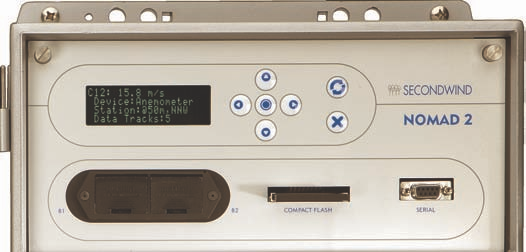 C12: 15.8 m/s
Device:Anemometer
Station:@50m.NNW
Data Tracks:5
SECONDWIND
NOMAD 2
B1
B2
COMPACT FLASH
SERIAL